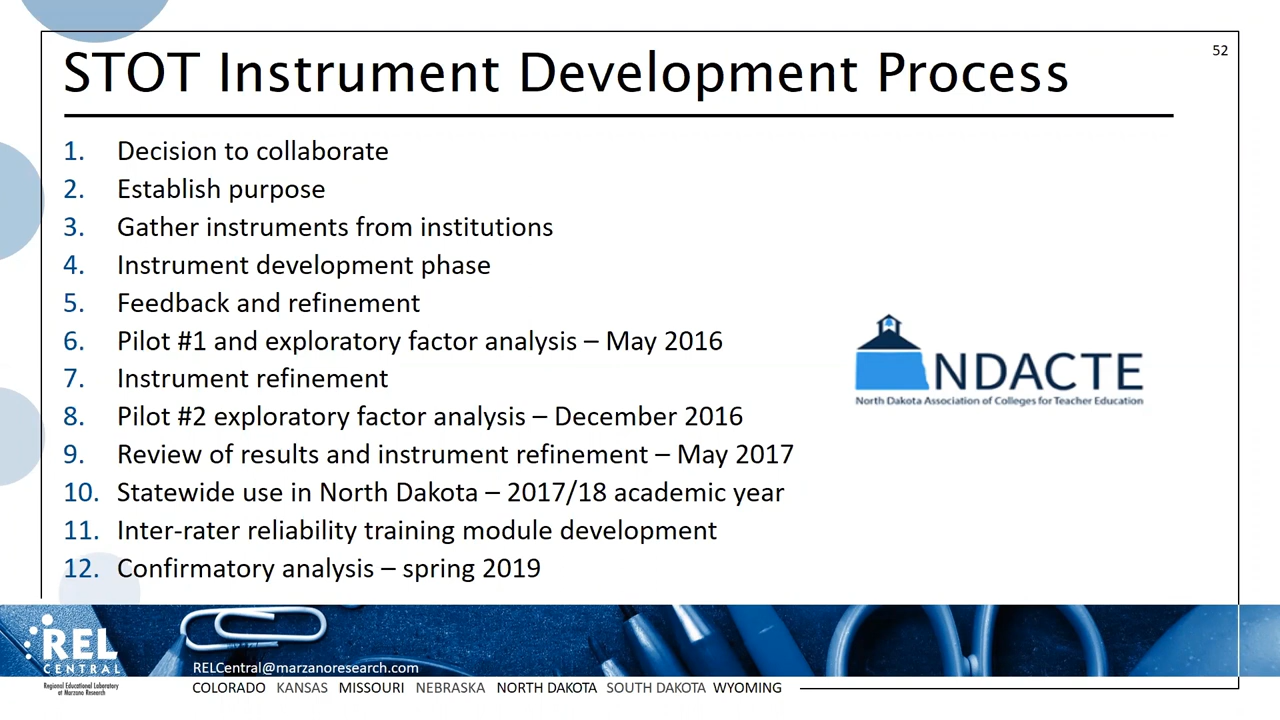 52
STOT Instrument Development Process
1. Decision to collaborate
2. Establish purpose
3. Gather instruments from institutions
4. Instrument development phase
5. Feedback and refinement
6. Pilot #1 and exploratory factor analysis – May 2016
7. Instrument refinement
8. Pilot #2 exploratory factor analysis – December 2016
9. Review of results and instrument refinement – May 2017
10. Statewide use in North Dakota – 2017/18 academic year
11. Inter-rater reliability training module development
12. Confirmatory analysis – spring 2019
NDACTE
North Dakota Association of Colleges for Teacher Education
REL
CENTRAL
Regional Educational Laboratory
at Marzano Research
RELCentral@marzanoresearch.com
COLORADO KANSAS MISSOURI NEBRASKA NORTH DAKOTA SOUTH DAKOTA WYOMING